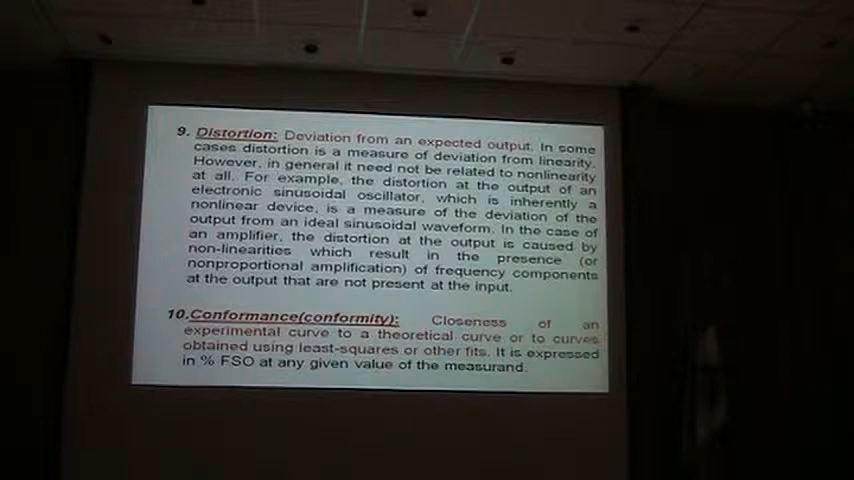 9. Distortion: Deviation from an expected output. In some
cases distortion is a measure of deviation from linearity.
However, in general it need not be related to nonlinearity
at all. For example, the distortion at the output of an
electronic sinusoidal oscillator, which is inherently a
nonlinear device, is a measure of the deviation of the
output from an ideal sinusoidal waveform. In the case of
an amplifier, the distortion at the output is caused by
non-linearities which result in the presence (or
nonproportional amplification) of frequency components
at the output that are not present at the input.
10.Conformance(conformity): Closeness of an
experimental curve to a theoretical curve or to curves
obtained using least-squares or other fits. It is expressed
in % FSO at any given value of the measurand.